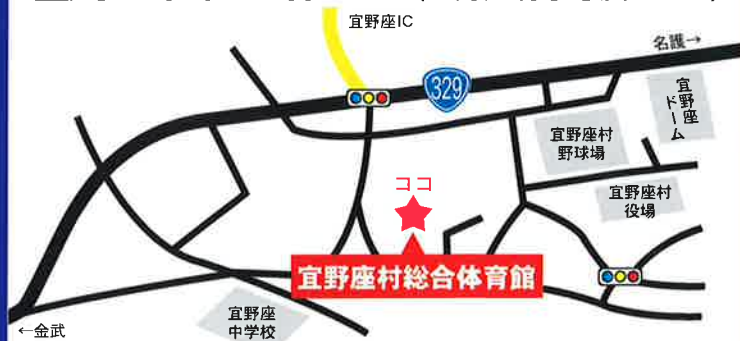 宜野座IC
名護→
329
宜野座
ドーム
宜野座村
野球場
宜野座村
役場
ココ
宜野座村総合体育館
宜野座
中学校
←金武